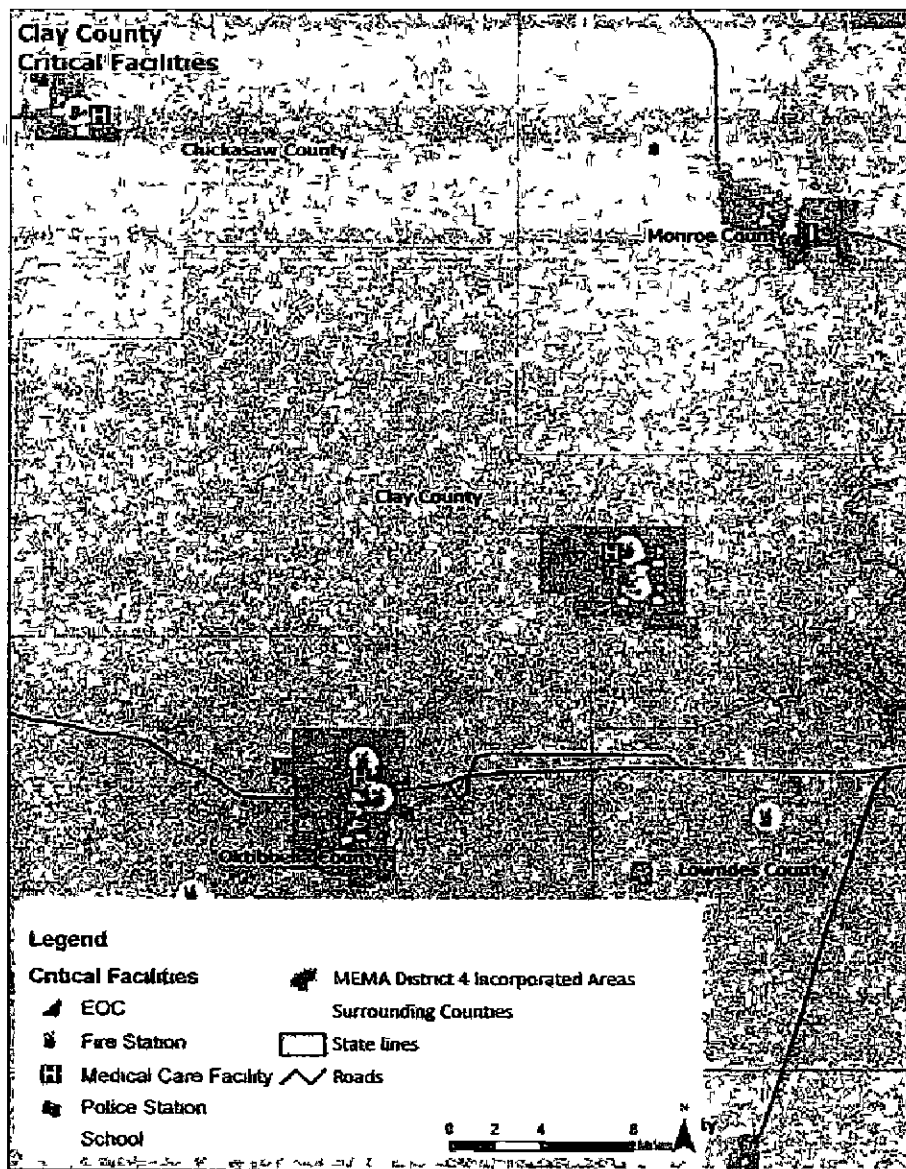 Clay County
Critical Facilities
H
Chickasaw County
Monroe County
H
Clay County
H
Oktibbeha County
Lowndes County
Legend
Critical Facilities
EOC
Fire Station
H Medical Care Facility
Police Station
School
MEMA District 4 Incorporated Areas
Surrounding Counties
State lines
Roads
N
0 2 4 8
Miles
ty